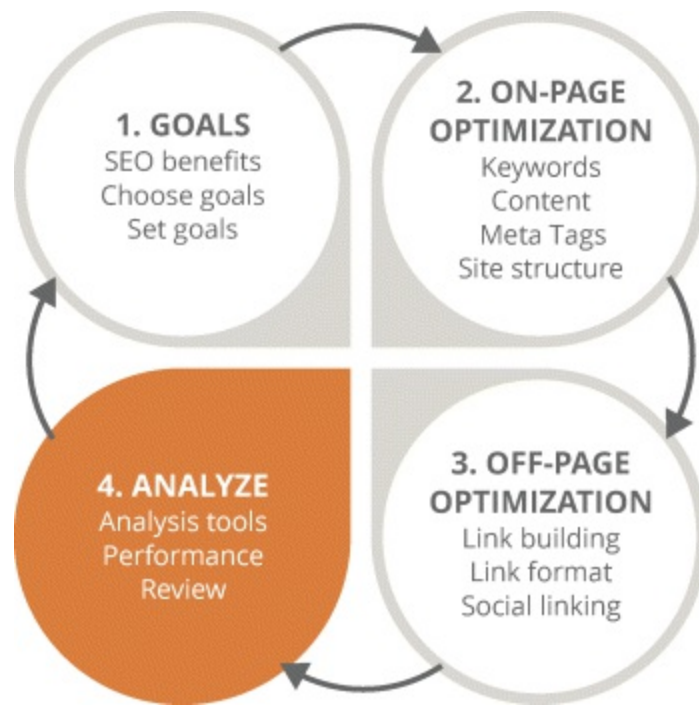 1. GOALS
SEO benefits
Choose goals
Set goals
2. ON-PAGE
OPTIMIZATION
Keywords
Content
Meta Tags
Site structure
3. OFF-PAGE
OPTIMIZATION
Link building
Link format
Social linking
4. ANALYZE
Analysis tools
Performance
Review